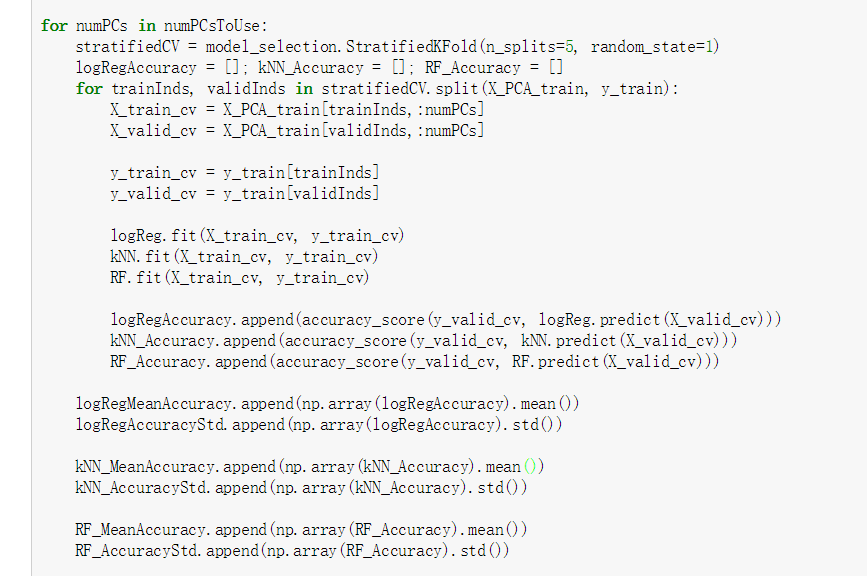 for numPCs in numPCsToUse:
    stratifiedCV = model_selection.StratifiedKFold(n_splits=5, random_state=1)
    logRegAccuracy = []; kNN_Accuracy = []; RF_Accuracy = []
    for trainInds, validInds in stratifiedCV.split(X_PCA_train, y_train):
        X_train_cv = X_PCA_train[trainInds,:numPCs]
        X_valid_cv = X_PCA_train[validInds,:numPCs]

        y_train_cv = y_train[trainInds]
        y_valid_cv = y_train[validInds]

        logReg.fit(X_train_cv, y_train_cv)
        kNN.fit(X_train_cv, y_train_cv)
        RF.fit(X_train_cv, y_train_cv)

        logRegAccuracy.append(accuracy_score(y_valid_cv, logReg.predict(X_valid_cv)))
        kNN_Accuracy.append(accuracy_score(y_valid_cv, kNN.predict(X_valid_cv)))
        RF_Accuracy.append(accuracy_score(y_valid_cv, RF.predict(X_valid_cv)))

    logRegMeanAccuracy.append(np.array(logRegAccuracy).mean())
    logRegAccuracyStd.append(np.array(logRegAccuracy).std())

    kNN_MeanAccuracy.append(np.array(kNN_Accuracy).mean())
    kNN_AccuracyStd.append(np.array(kNN_Accuracy).std())

    RF_MeanAccuracy.append(np.array(RF_Accuracy).mean())
    RF_AccuracyStd.append(np.array(RF_Accuracy).std())